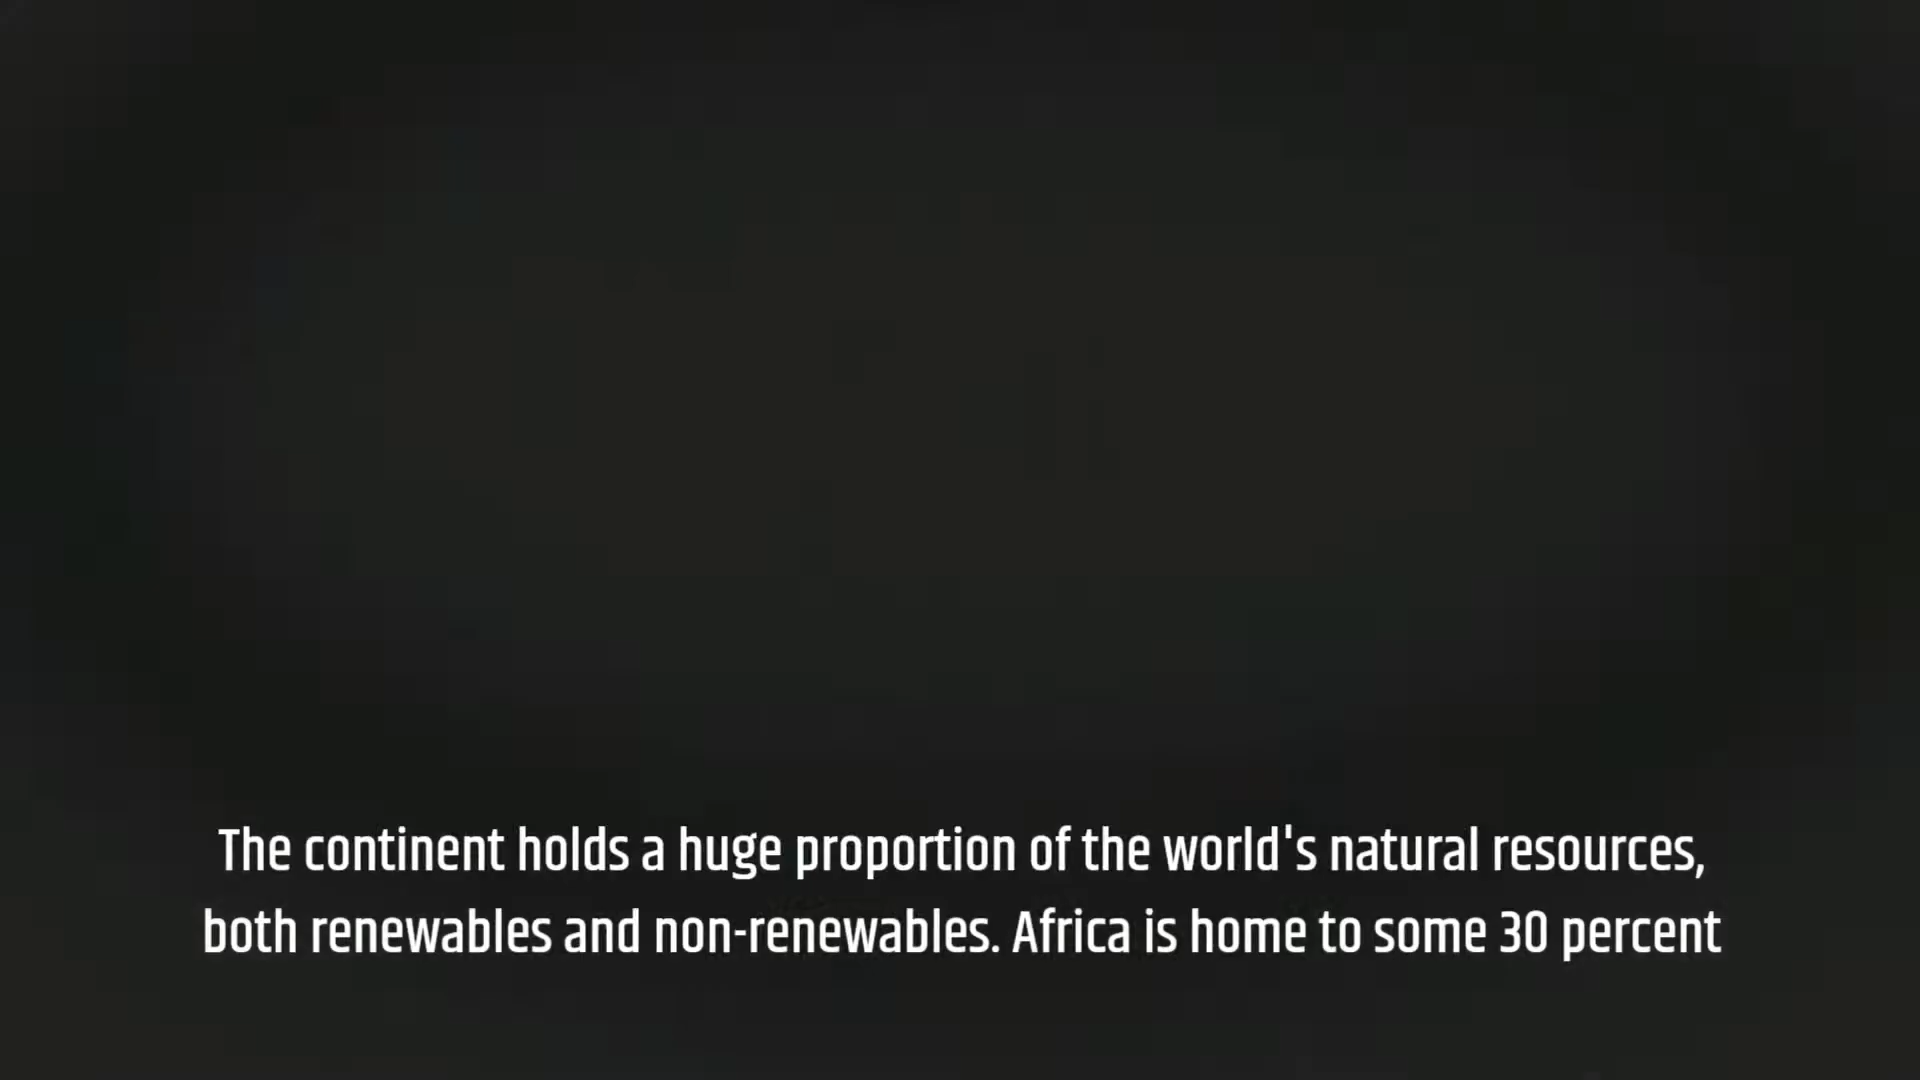 The continent holds a huge proportion of the world's natural resources,
both renewables and non-renewables. Africa is home to some 30 percent